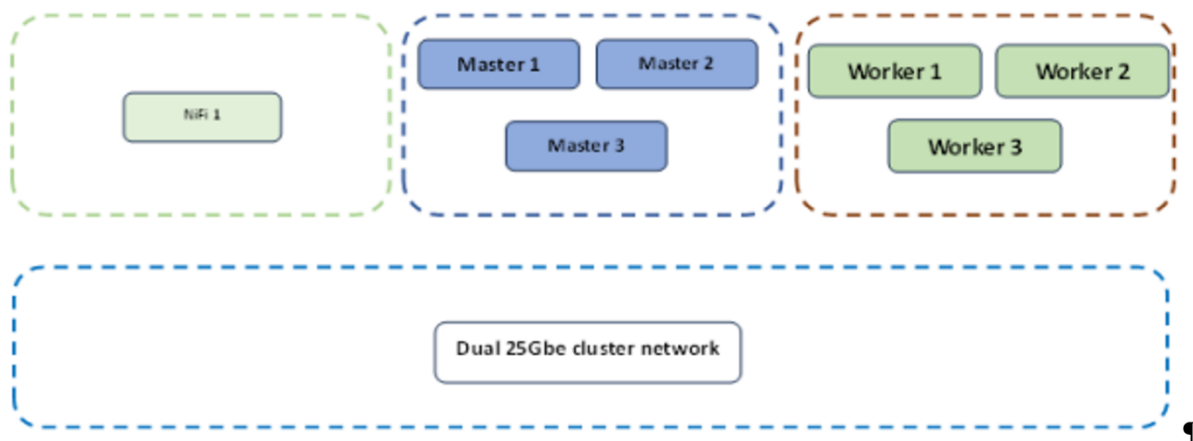 NiFi 1
Master 1
Master 2
Master 3
Worker 1
Worker 2
Worker 3
Dual 25Gbe cluster network
¶